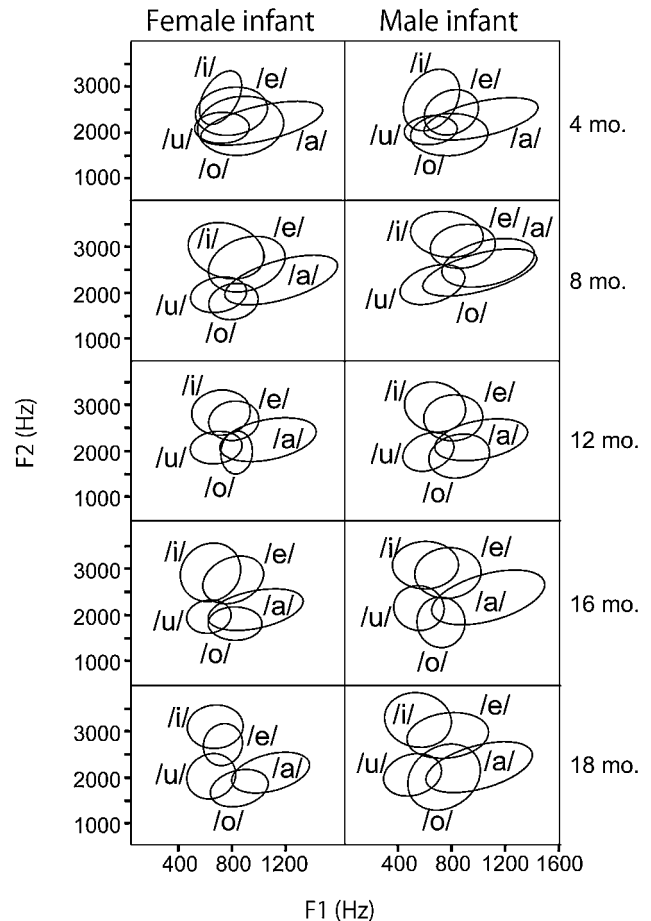 Female infant Male infant
/i/ /e/ /u/ /o/ /a/ /i/ /e/ /u/ /o/ /a/
3000
2000
1000
4 mo.
/i/ /e/ /a/ /u/ /o/ /i/ /e/ /a/ /u/ /o/
3000
2000
1000
8 mo.
/i/ /e/ /a/ /u/ /o/ /i/ /e/ /a/ /u/ /o/
3000
2000
1000
12 mo.
/i/ /e/ /a/ /u/ /o/ /i/ /e/ /a/ /u/ /o/
3000
2000
1000
16 mo.
/i/ /e/ /a/ /u/ /o/ /i/ /e/ /a/ /u/ /o/
3000
2000
1000
18 mo.
F2 (Hz)
400 800 1200 400 800 1200 1600
F1 (Hz)